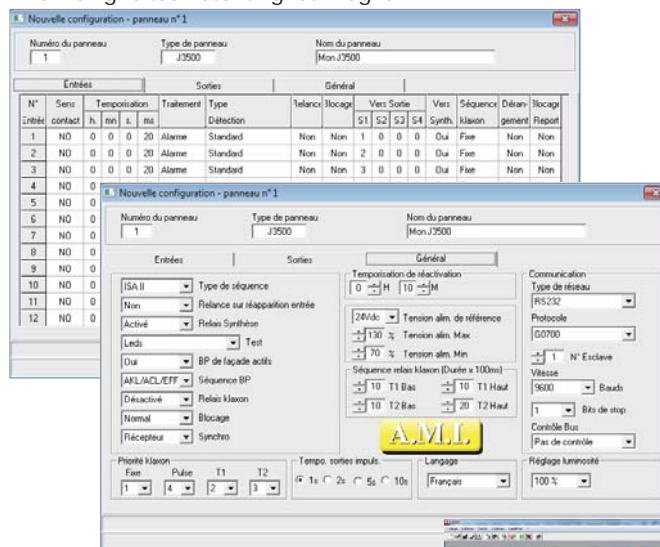 Nouvelle configuration - panneau n°1
Numéro du panneau Type de panneau Nom du panneau
1 J3500 Mon J3500
Entrées Sorties Général
N° Sens Temporisation Traitement Type Relance Blocage Vers Sortie Vers Séquence Déran- Blocage
Entrée contact h. mn s. ms Détection S1 S2 S3 S4 Synth. klaxon gement Report
1 NO 0 0 0 20 Alarme Standard Non Non 1 0 0 0 Oui Fixe Non Non
2 NO 0 0 0 20 Alarme Standard Non Non 2 0 0 0 Oui Fixe Non Non
3 NO 0 0 0 20 Alarme Standard Non Non 3 0 0 0 Oui Fixe Non Non
4 NO 0
5 NO 0
6 NO 0
7 NO 0
8 NO 0
9 NO 0
10 NO 0
11 NO 0
12 NO 0
Nouvelle configuration - panneau n°1
Numéro du panneau Type de panneau Nom du panneau
1 J3500 Mon J3500
Entrées Sorties Général
ISA II Type de séquence
Non Relance sur réapparition entrée
Activé Relais Synthèse
Leds Test
Oui BP de façade actifs
AKL/ACL/EFF Séquence BP
Désactivé Relais klaxon
Normal Blocage
Récepteur Synchro
Temporisation de réactivation
0 H 10 M
24Vdc Tension alim. de référence
130 % Tension alim. Max
70 % Tension alim. Min
Séquence relais klaxon (Durée x 100ms)
10 T1 Bas 10 T1 Haut
10 T2 Bas 20 T2 Haut
A.M.I.
Communication
Type de réseau
RS232
Protocole
G0700
1 N° Esclave
Vitesse
9600 Bauds
1 Bits de stop
Contrôle Bus
Pas de contrôle
Priorité klaxon
Fixe Pulse T1 T2
1 4 2 3
Tempo. sorties impuls.
1s 2s 5s 10s
Langage
Français
Réglage luminosité
100 %